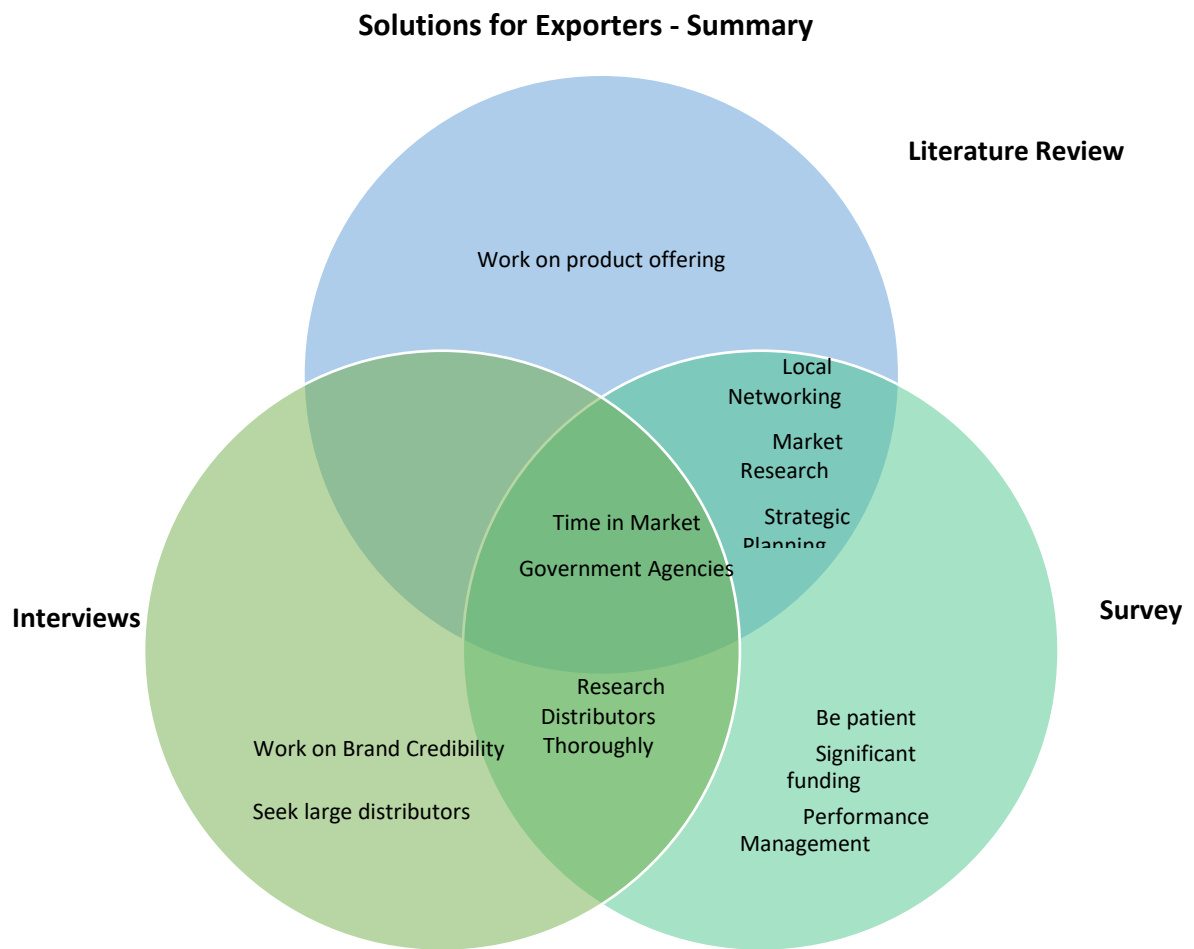 Solutions for Exporters - Summary
Literature Review
Work on product offering
Local
Networking
Market
Research
Strategic
Planning
Time in Market
Government Agencies
Interviews
Survey
Research
Distributors
Thoroughly
Work on Brand Credibility
Seek large distributors
Be patient
Significant
funding
Performance
Management